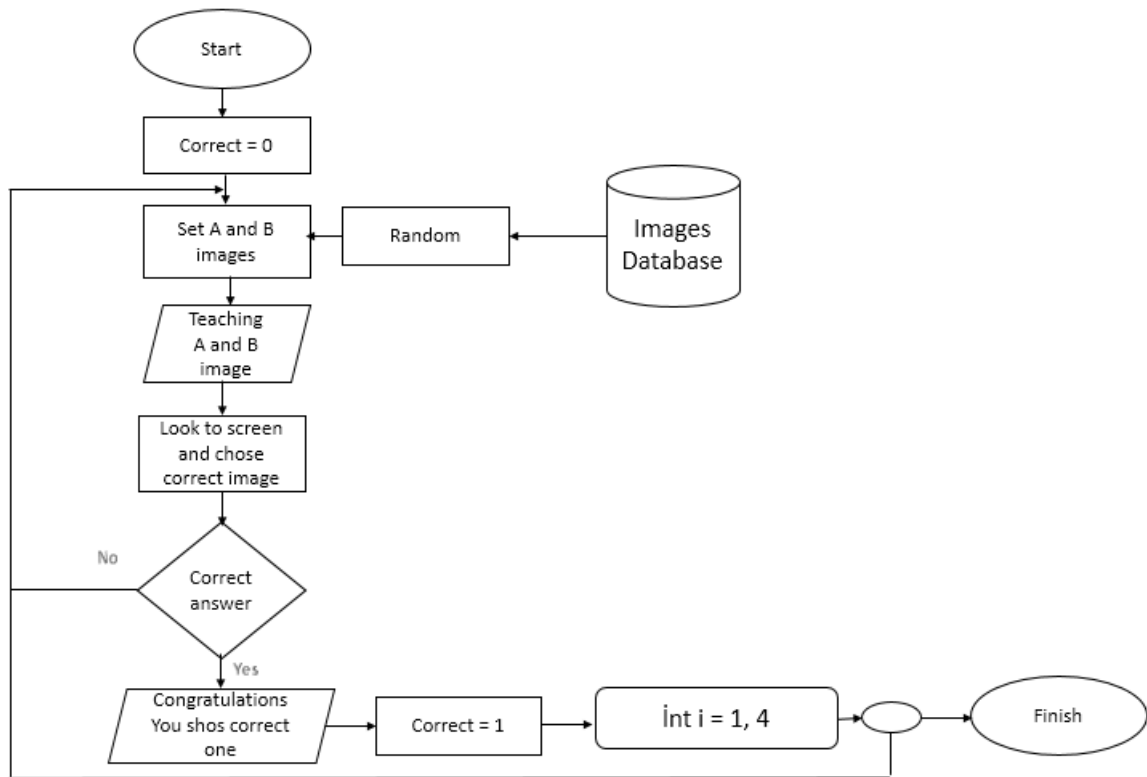 Start
Correct = 0
Set A and B
images
Random
Images
Database
Teaching
A and B
image
Look to screen
and chose
correct image
No
Correct
answer
Yes
Congratulations
You shos correct
one
Correct = 1
İnt i = 1, 4
Finish